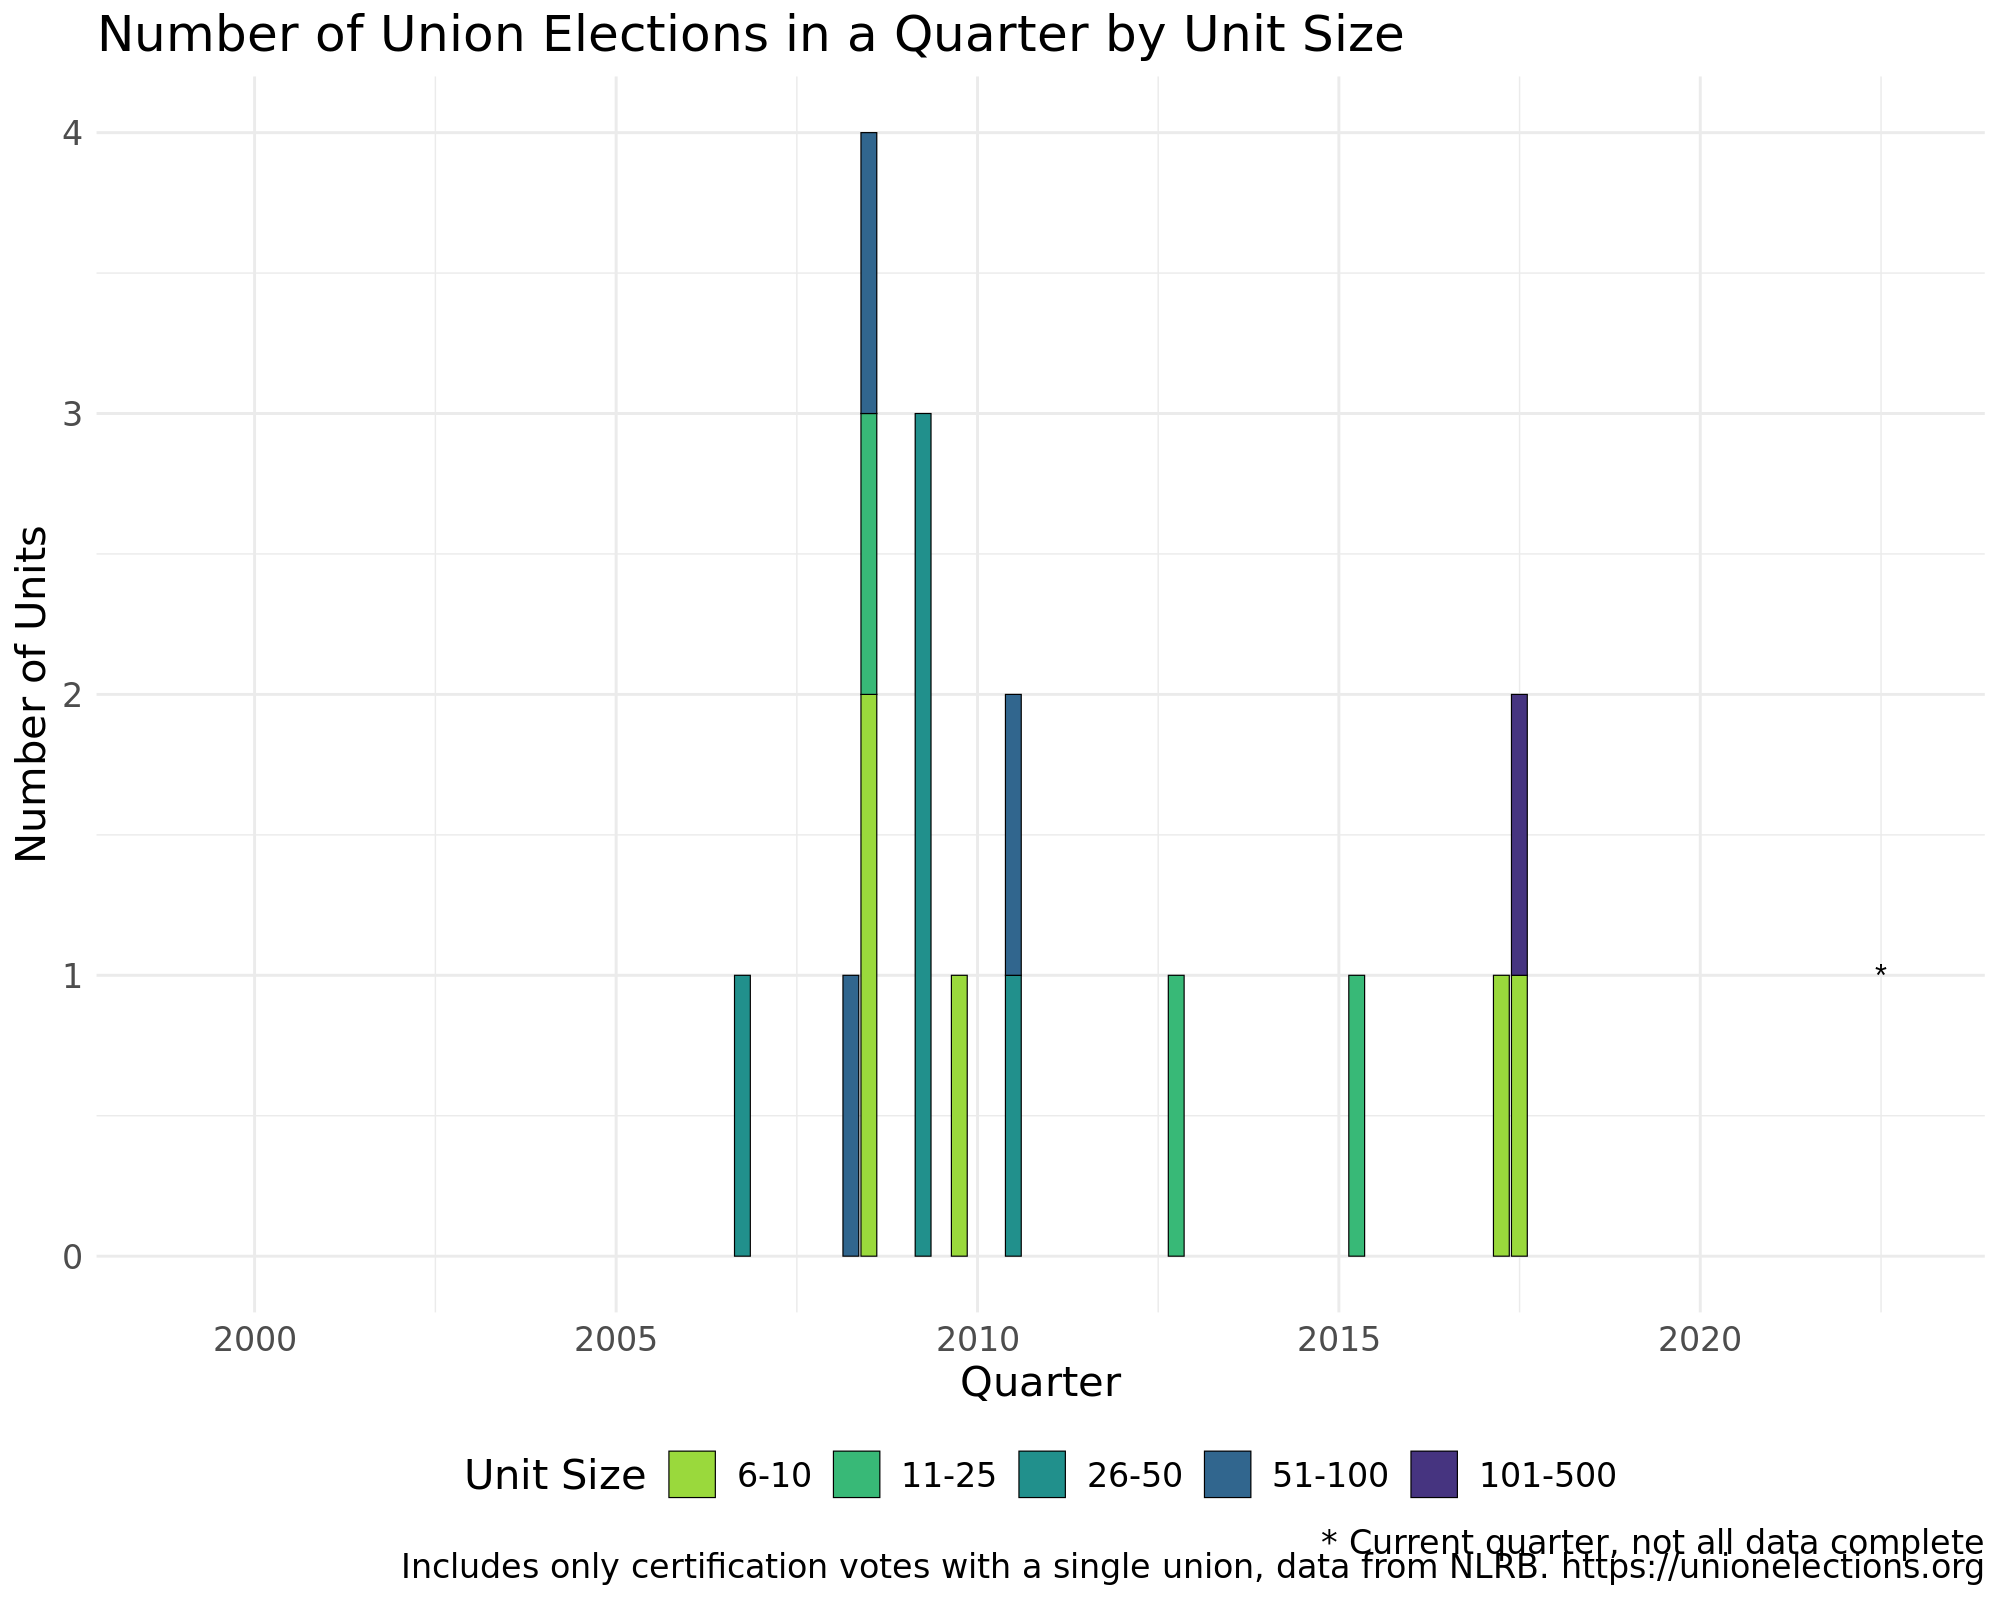 Number of Union Elections in a Quarter by Unit Size
Number of Units
4
3
2
1
0
*
2000 2005 2010 2015 2020
Quarter
Unit Size 6-10 11-25 26-50 51-100 101-500
* Current quarter, not all data complete
Includes only certification votes with a single union, data from NLRB. https://unionelections.org